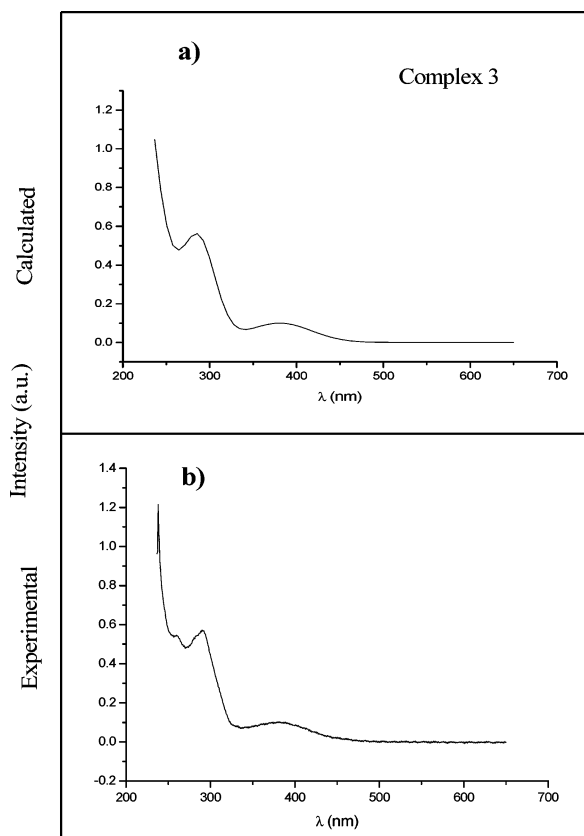 a)
Complex 3
1.2
1.0
0.8
0.6
0.4
0.2
0.0
200 300 400 500 600 700
λ (nm)
Calculated
Intensity (a.u.)
Experimental
b)
1.4
1.2
1.0
0.8
0.6
0.4
0.2
0.0
-0.2
200 300 400 500 600 700
λ (nm)